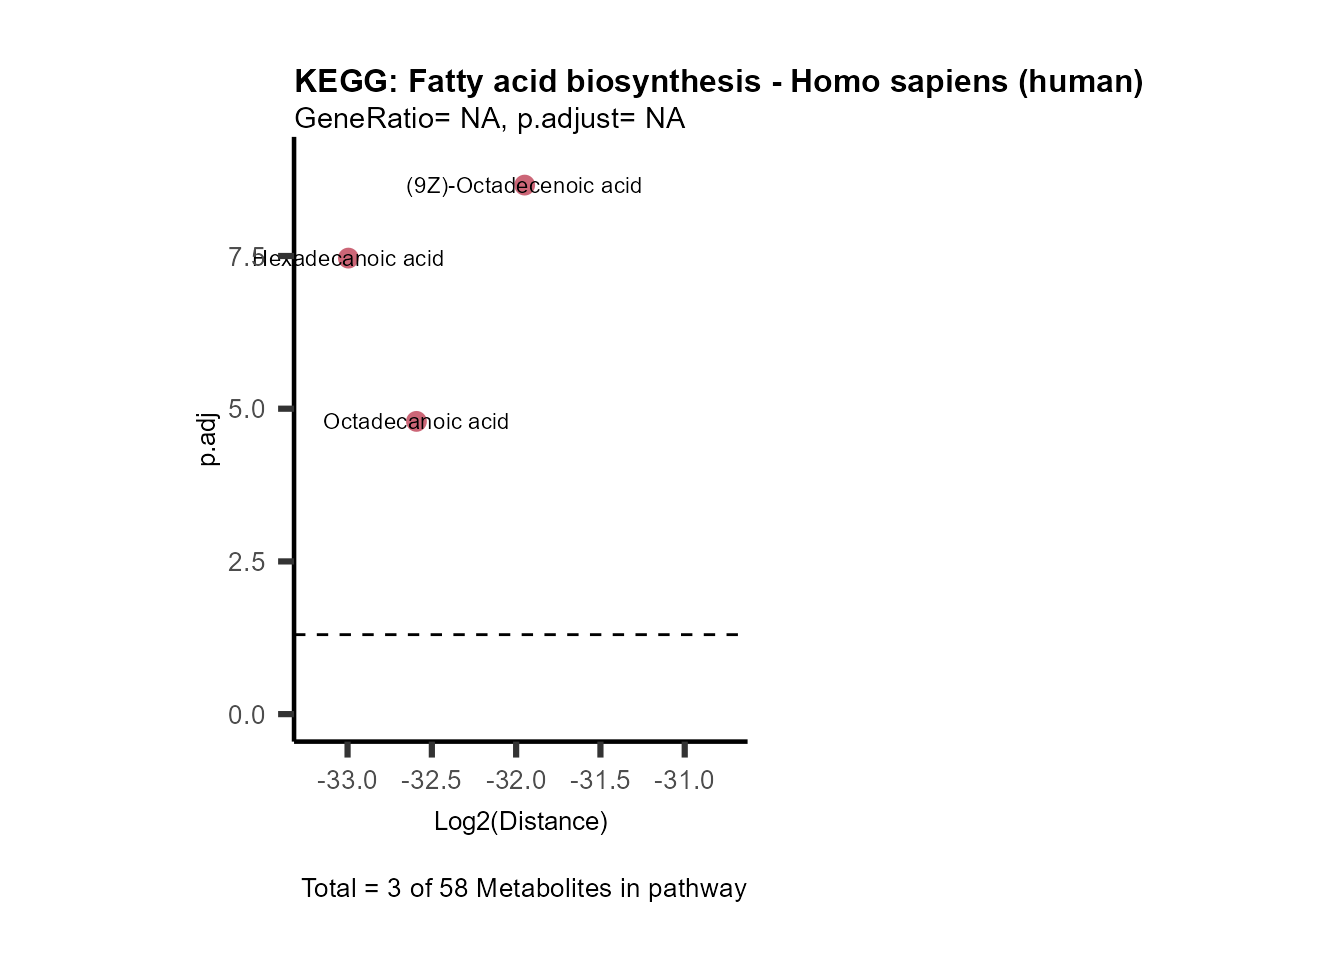 KEGG: Fatty acid biosynthesis - Homo sapiens (human)
GeneRatio= NA, p.adjust= NA
(9Z)-Octadecenoic acid
7.5
Hexadecanoic acid
5.0
Octadecanoic acid
p.adj
2.5
0.0
-33.0 -32.5 -32.0 -31.5 -31.0
Log2(Distance)
Total = 3 of 58 Metabolites in pathway